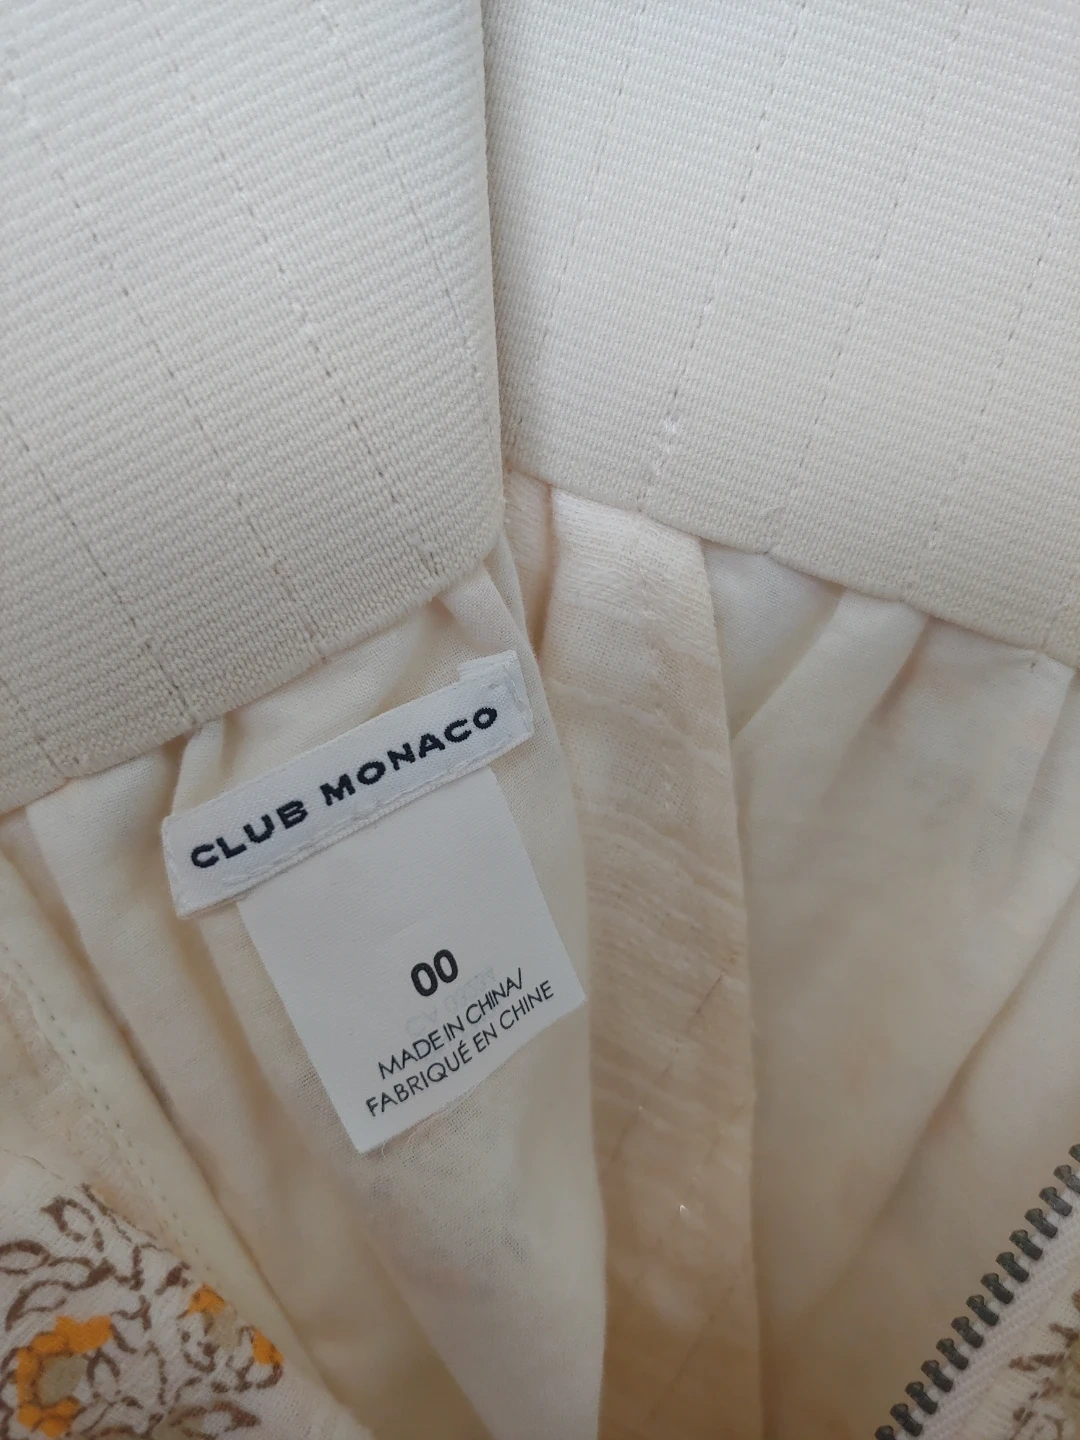 CLUB MONACO
00
MADE IN CHINA/
FABRIQUÉ EN CHINE